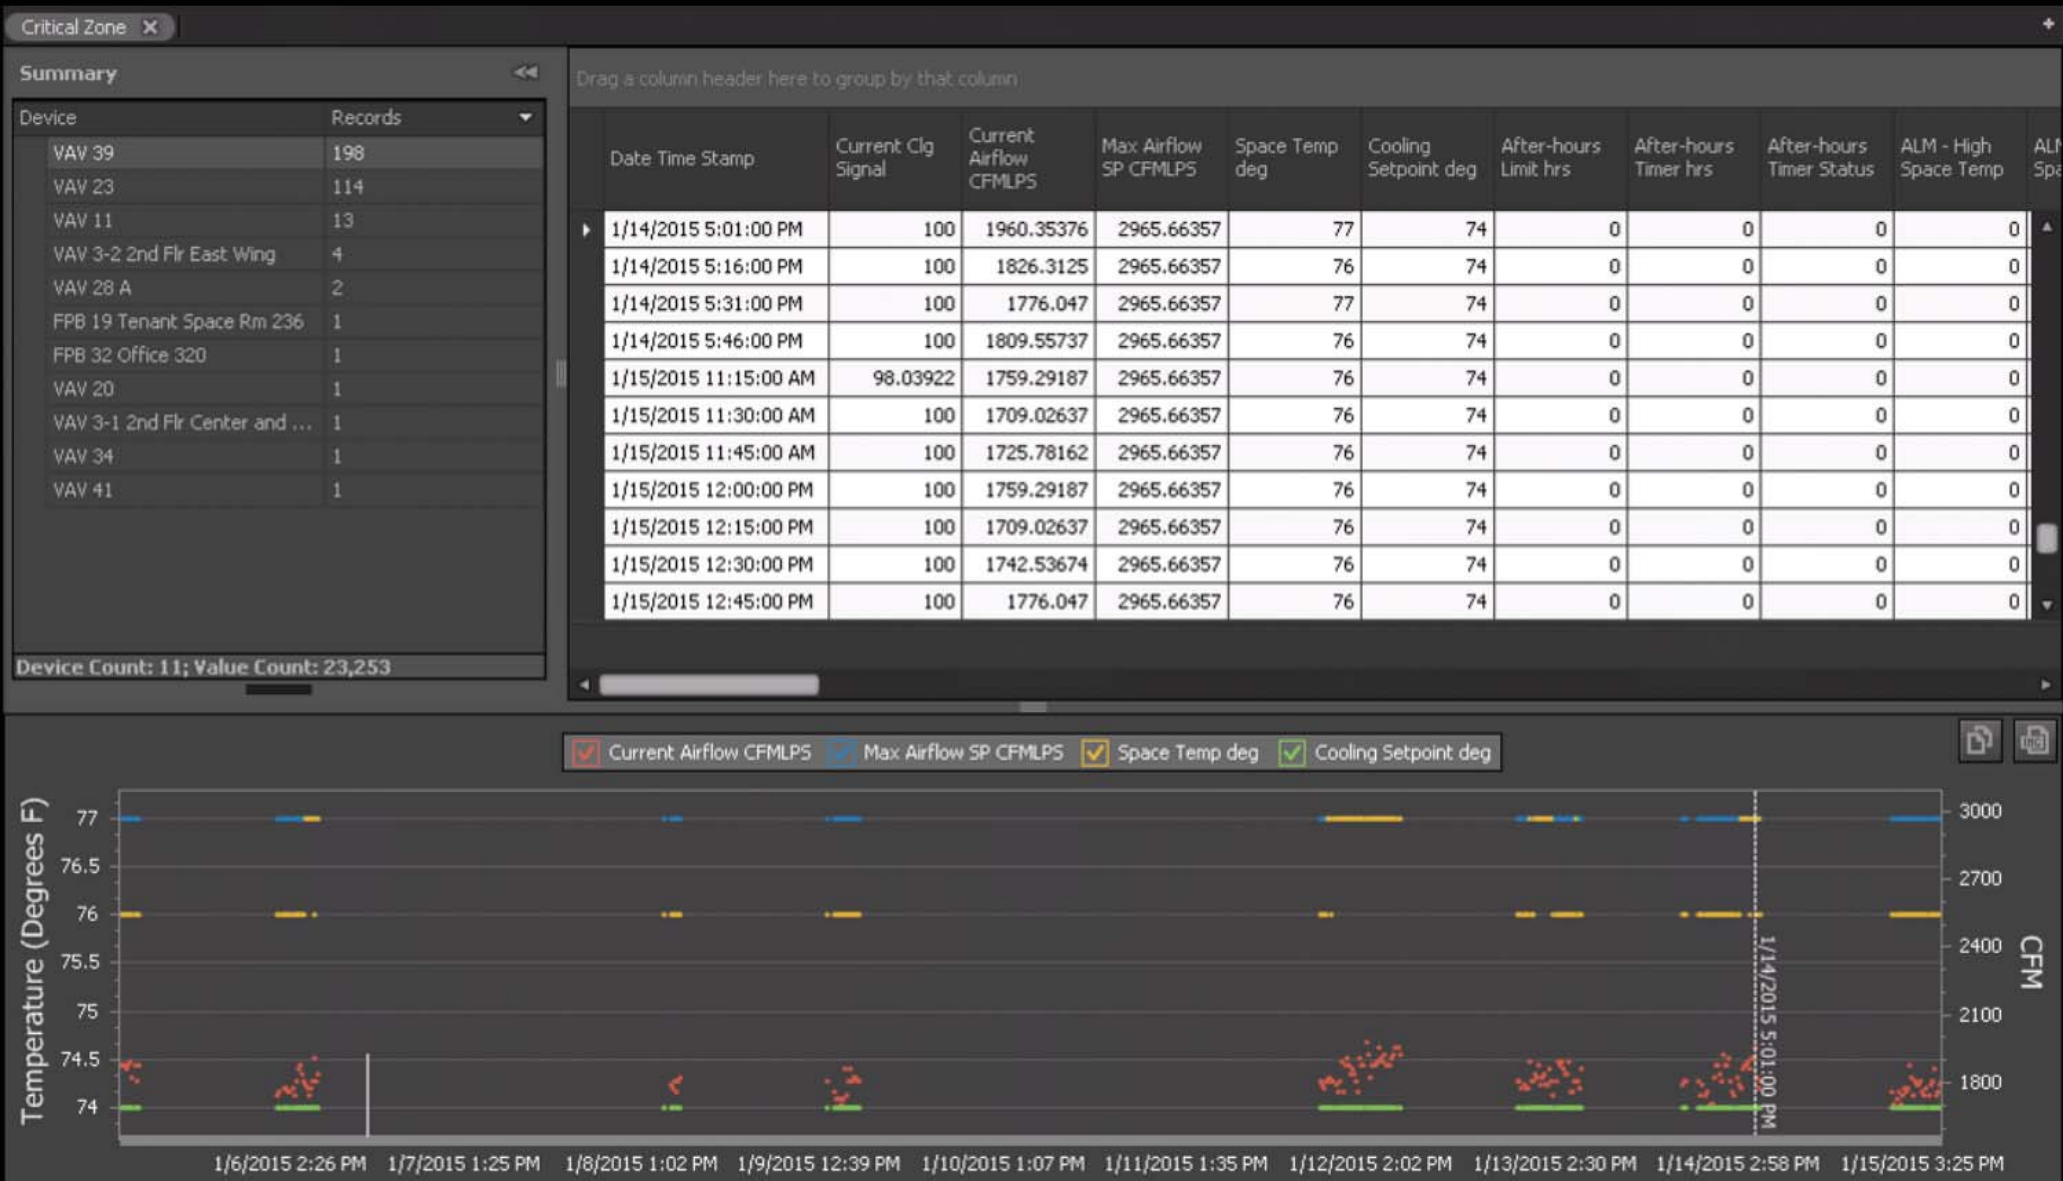 Critical Zone
Summary
Device Records
VAV 39 198
VAV 23 114
VAV 11 13
VAV 3-2 2nd Flr East Wing 4
VAV 28 A 2
FPB 19 Tenant Space Rm 236 1
FPB 32 Office 320 1
VAV 20 1
VAV 3-1 2nd Flr Center and ... 1
VAV 34 1
VAV 41 1
Device Count: 11; Value Count: 23,253
Drag a column header here to group by that column
Date Time Stamp
Current Clg
Signal
Current
Airflow
CFMLPS
Max Airflow
SP CFMLPS
Space Temp
deg
Cooling
Setpoint deg
After-hours
Limit hrs
After-hours
Timer hrs
After-hours
Timer Status
ALM - High
Space Temp
1/14/2015 5:01:00 PM 100 1960.35376 2965.66357 77 74 0 0 0 0
1/14/2015 5:16:00 PM 100 1826.3125 2965.66357 76 74 0 0 0 0
1/14/2015 5:31:00 PM 100 1776.047 2965.66357 77 74 0 0 0 0
1/14/2015 5:46:00 PM 100 1809.55737 2965.66357 76 74 0 0 0 0
1/15/2015 11:15:00 AM 98.03922 1759.29187 2965.66357 76 74 0 0 0 0
1/15/2015 11:30:00 AM 100 1709.02637 2965.66357 76 74 0 0 0 0
1/15/2015 11:45:00 AM 100 1725.78162 2965.66357 76 74 0 0 0 0
1/15/2015 12:00:00 PM 100 1759.29187 2965.66357 76 74 0 0 0 0
1/15/2015 12:15:00 PM 100 1709.02637 2965.66357 76 74 0 0 0 0
1/15/2015 12:30:00 PM 100 1742.53674 2965.66357 76 74 0 0 0 0
1/15/2015 12:45:00 PM 100 1776.047 2965.66357 76 74 0 0 0 0
Current Airflow CFMLPS Max Airflow SP CFMLPS Space Temp deg Cooling Setpoint deg
Temperature (Degrees F)
77
76.5
76
75.5
75
74.5
74
3000
2700
2400
2100
1800
CFM
1/14/2015 5:01:00 PM
1/6/2015 2:26 PM 1/7/2015 1:25 PM 1/8/2015 1:02 PM 1/9/2015 12:39 PM 1/10/2015 1:07 PM 1/11/2015 1:35 PM 1/12/2015 2:02 PM 1/13/2015 2:30 PM 1/14/2015 2:58 PM 1/15/2015 3:25 PM